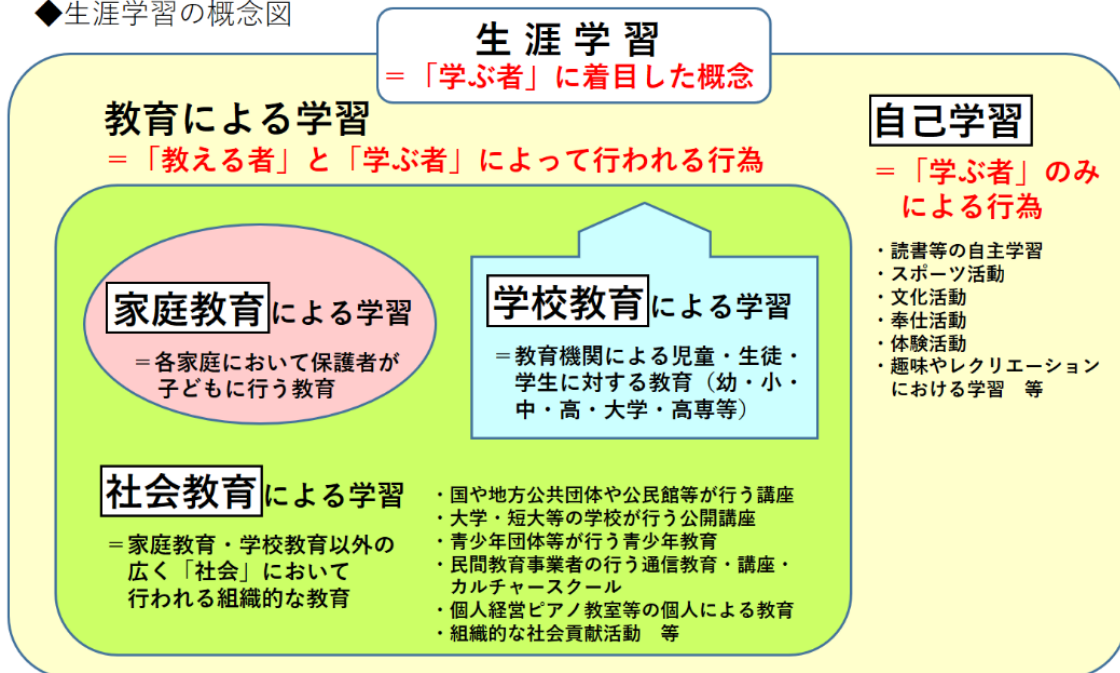 ◆生涯学習の概念図
生 涯 学 習
＝「学ぶ者」に着目した概念
教育による学習
＝「教える者」と「学ぶ者」によって行われる行為
家庭教育による学習
＝各家庭において保護者が
子どもに行う教育
学校教育による学習
＝教育機関による児童・生徒・
学生に対する教育（幼・小・
中・高・大学・高専等）
社会教育による学習
＝家庭教育・学校教育以外の
広く「社会」において
行われる組織的な教育
・国や地方公共団体や公民館等が行う講座
・大学・短大等の学校が行う公開講座
・青少年団体等が行う青少年教育
・民間教育事業者の行う通信教育・講座・
カルチャースクール
・個人経営ピアノ教室等の個人による教育
・組織的な社会貢献活動　等
自己学習
＝「学ぶ者」のみ
による行為
・読書等の自主学習
・スポーツ活動
・文化活動
・奉仕活動
・体験活動
・趣味やレクリエーション
における学習　等